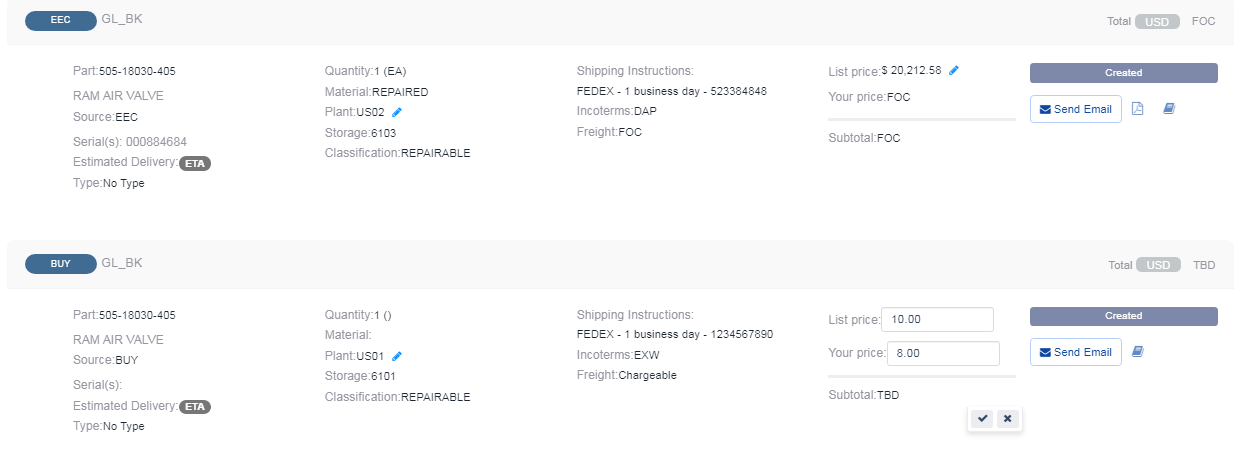 EEC GL_BK Total USD FOC
Part:505-18030-405
RAM AIR VALVE
Source:EEC
Serial(s): 000884684
Estimated Delivery: ETA
Type:No Type
Quantity:1 (EA)
Material:REPAIRED
Plant:US02
Storage:6103
Classification:REPAIRABLE
Shipping Instructions:
FEDEX - 1 business day - 523384848
Incoterms:DAP
Freight:FOC
List price:$ 20,212.58
Your price:FOC
Subtotal:FOC
Created
Send Email
BUY GL_BK Total USD TBD
Part:505-18030-405
RAM AIR VALVE
Source:BUY
Serial(s):
Estimated Delivery: ETA
Type:No Type
Quantity:1 ()
Material:
Plant:US01
Storage:6101
Classification:REPAIRABLE
Shipping Instructions:
FEDEX - 1 business day - 1234567890
Incoterms:EXW
Freight:Chargeable
List price: 10.00
Your price: 8.00
Subtotal:TBD
Created
Send Email